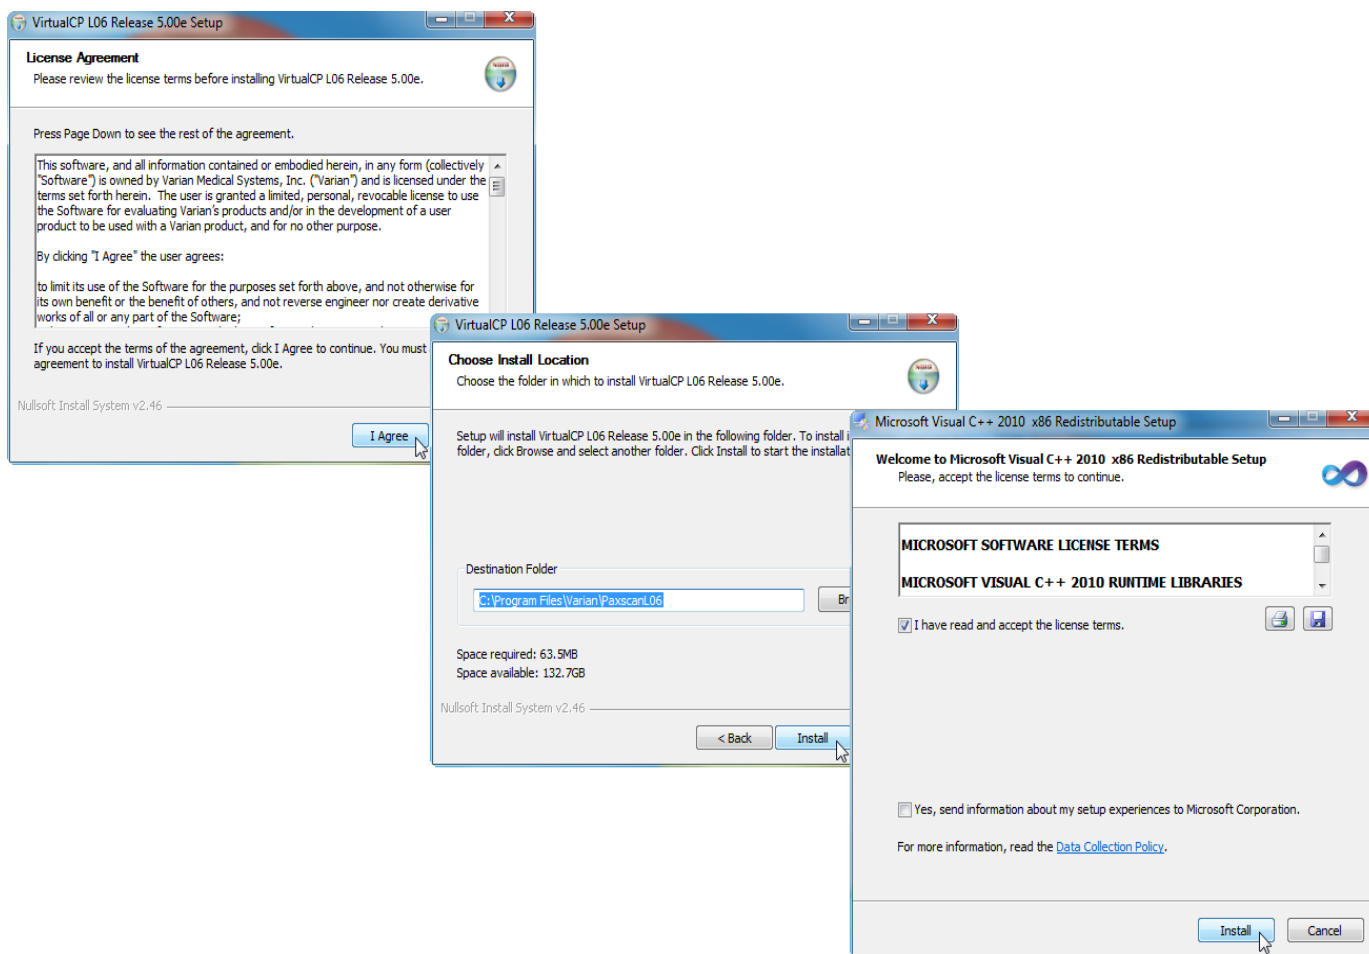 VirtualCP L06 Release 5.00e Setup
License Agreement
Please review the license terms before installing VirtualCP L06 Release 5.00e.
Press Page Down to see the rest of the agreement.
This software, and all information contained or embodied herein, in any form (collectively
"Software") is owned by Varian Medical Systems, Inc. ("Varian") and is licensed under the
terms set forth herein.  The user is granted a limited, personal, revocable license to use
the Software for evaluating Varian's products and/or in the development of a user
product to be used with a Varian product, and for no other purpose.
By clicking "I Agree" the user agrees:
to limit its use of the Software for the purposes set forth above, and not otherwise for
its own benefit or the benefit of others, and not reverse engineer nor create derivative
works of all or any part of the Software;
If you accept the terms of the agreement, click I Agree to continue. You must
agreement to install VirtualCP L06 Release 5.00e.
Nullsoft Install System v2.46
I Agree
VirtualCP L06 Release 5.00e Setup
Choose Install Location
Choose the folder in which to install VirtualCP L06 Release 5.00e.
Setup will install VirtualCP L06 Release 5.00e in the following folder. To install i
folder, click Browse and select another folder. Click Install to start the installat
Destination Folder
C:\Program Files\Varian\PaxscanL06
Br
Space required: 63.5MB
Space available: 132.7GB
Nullsoft Install System v2.46
< Back
Install
Microsoft Visual C++ 2010  x86 Redistributable Setup
Welcome to Microsoft Visual C++ 2010  x86 Redistributable Setup
Please, accept the license terms to continue.
MICROSOFT SOFTWARE LICENSE TERMS
MICROSOFT VISUAL C++ 2010 RUNTIME LIBRARIES
I have read and accept the license terms.
Yes, send information about my setup experiences to Microsoft Corporation.
For more information, read the Data Collection Policy.
Install
Cancel